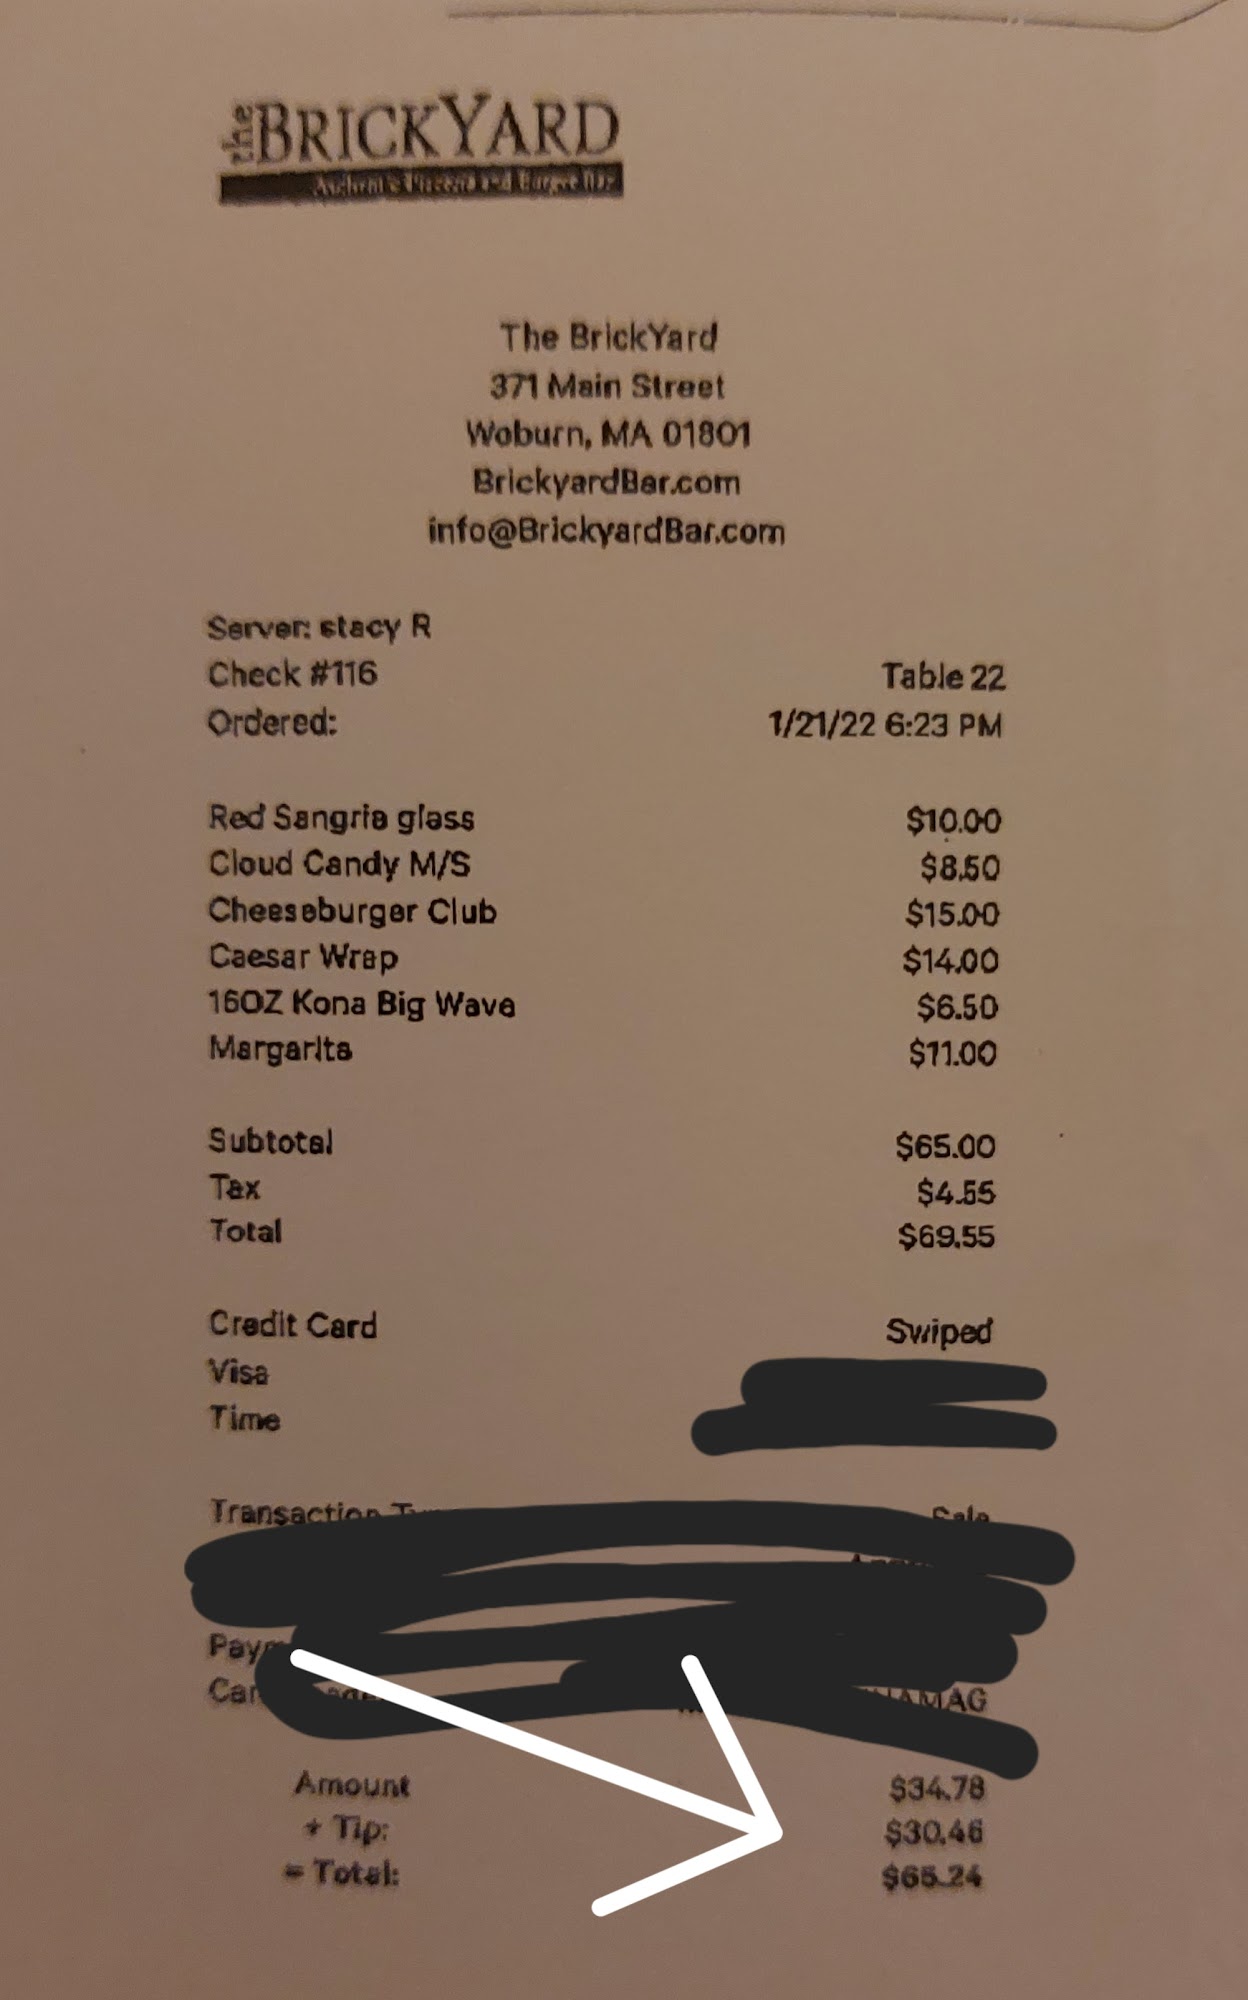 the BRICKYARD
The BrickYard
371 Main Street
Woburn, MA 01801
BrickyardBar.com
info@BrickyardBar.com
Server: stacy R
Check #116 Table 22
Ordered: 1/21/22 6:23 PM
Red Sangria glass $10.00
Cloud Candy M/S $8.50
Cheeseburger Club $15.00
Caesar Wrap $14.00
16OZ Kona Big Wave $6.50
Margarita $11.00
Subtotal $65.00
Tax $4.55
Total $69.55
Credit Card Swiped
Visa
Time
Transaction Sale
Amount $34.78
+ Tip: $30.46
= Total: $65.24